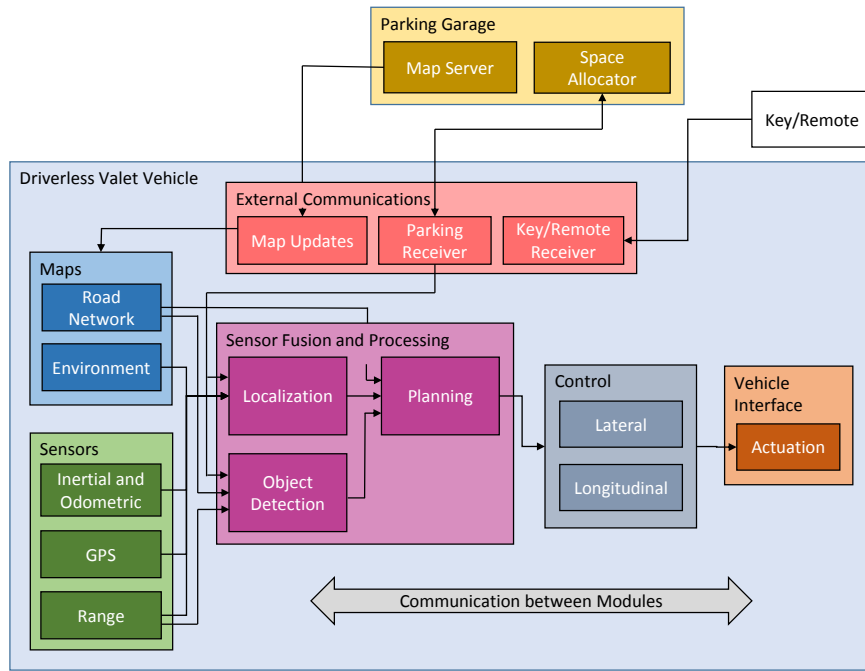 Parking Garage
Map Server
Space
Allocator
Key/Remote
Driverless Valet Vehicle
External Communications
Map Updates
Parking
Receiver
Key/Remote
Receiver
Maps
Road
Network
Environment
Sensor Fusion and Processing
Localization
Planning
Object
Detection
Control
Lateral
Longitudinal
Vehicle
Interface
Actuation
Sensors
Inertial and
Odometric
GPS
Range
Communication between Modules